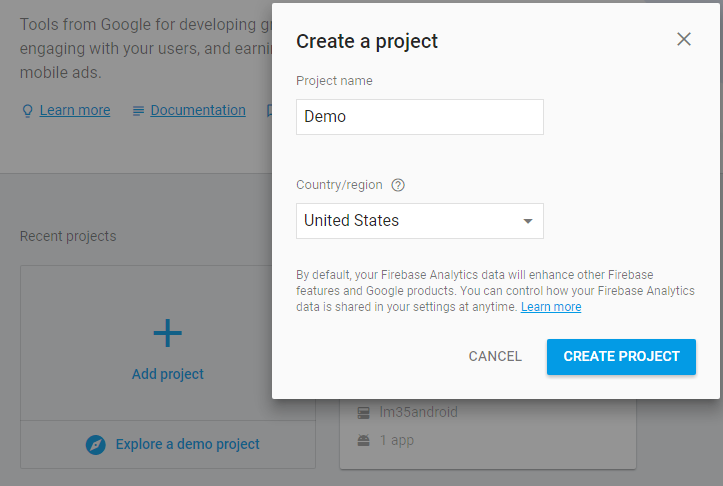 Tools from Google for developing
engaging with your users, and
mobile ads.
Learn more
Documentation
Recent projects
Add project
Explore a demo project
Create a project
Project name
Demo
Country/region
United States
By default, your Firebase Analytics data will enhance other Firebase
features and Google products. You can control how your Firebase Analytics
data is shared in your settings at anytime. Learn more
CANCEL
CREATE PROJECT
lm35android
1 app